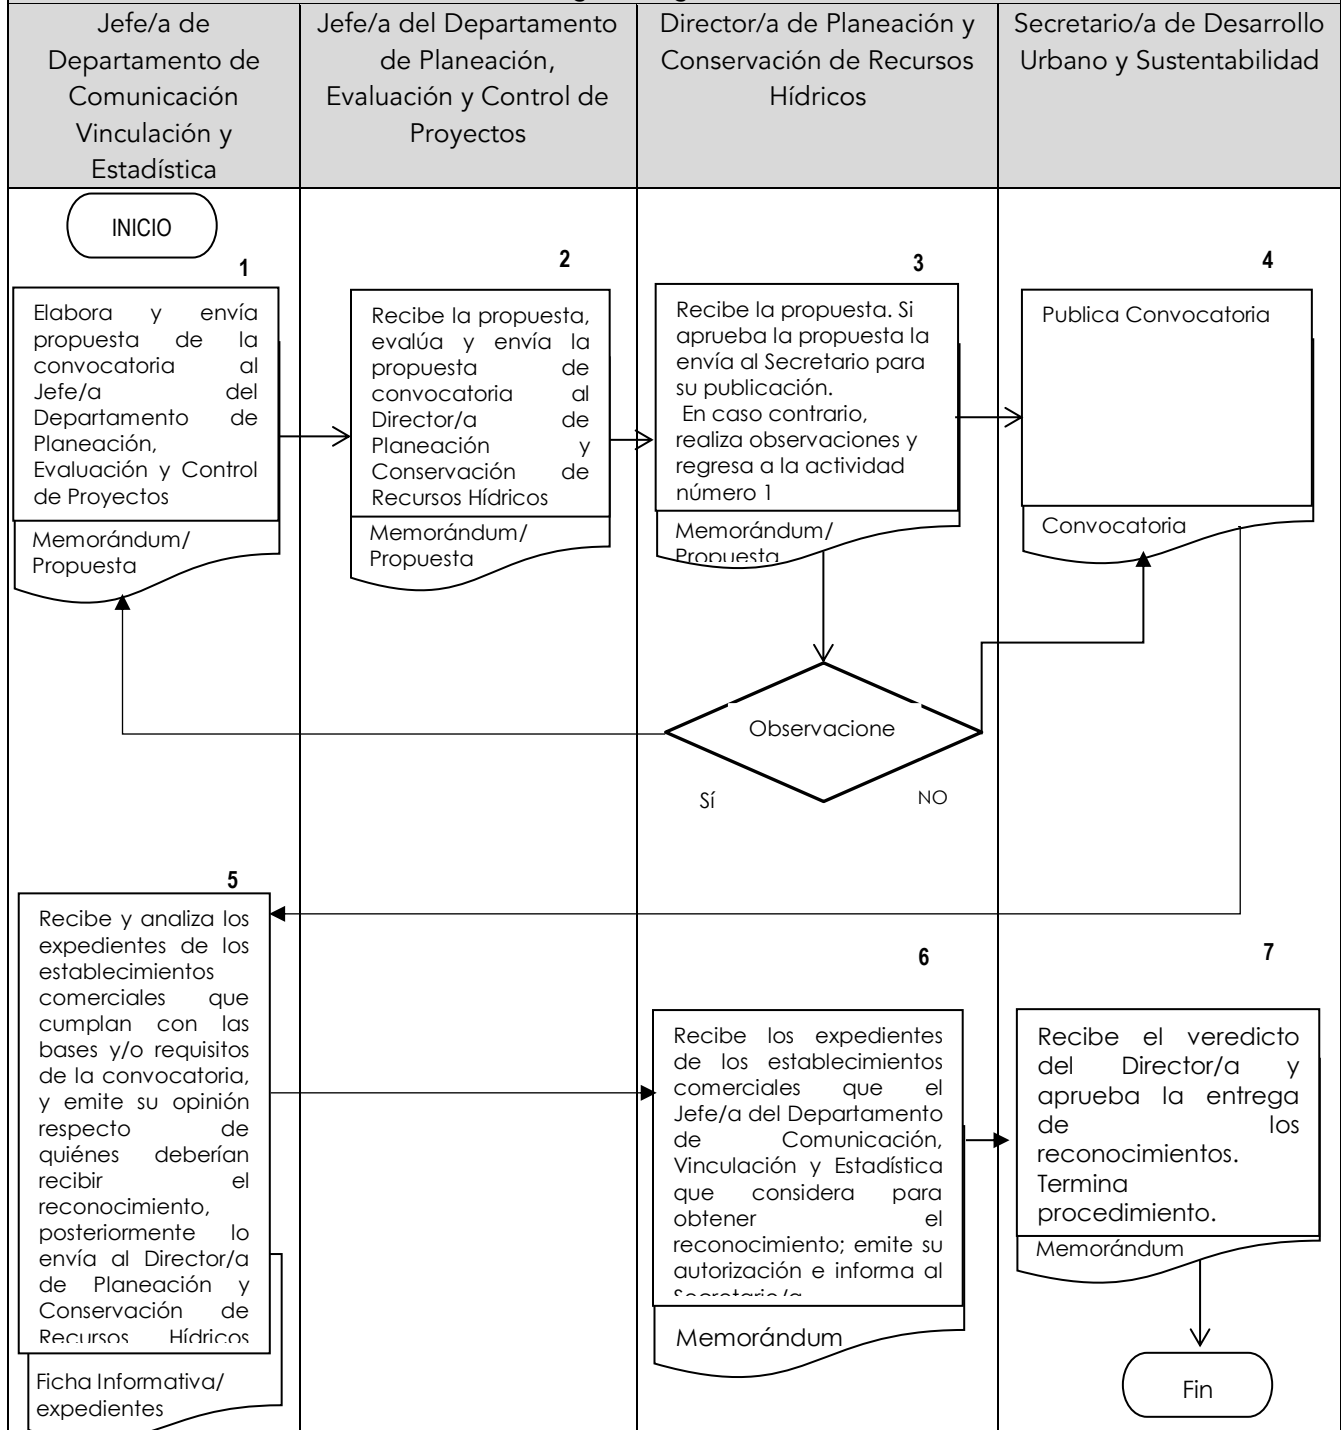 Jefe/a de
Departamento de
Comunicación
Vinculación y
Estadística
Jefe/a del Departamento
de Planeación,
Evaluación y Control de
Proyectos
Director/a de Planeación y
Conservación de Recursos
Hídricos
Secretario/a de Desarrollo
Urbano y Sustentabilidad
INICIO
1
Elabora y envía
propuesta de la
convocatoria al
Jefe/a del
Departamento de
Planeación,
Evaluación y Control
de Proyectos
Memorándum/
Propuesta
2
Recibe la propuesta,
evalúa y envía la
propuesta de
convocatoria al
Director/a de
Planeación y
Conservación de
Recursos Hídricos
Memorándum/
Propuesta
3
Recibe la propuesta. Si
aprueba la propuesta la
envía al Secretario para
su publicación.
En caso contrario,
realiza observaciones y
regresa a la actividad
número 1
Memorándum/
Propuesta
4
Publica Convocatoria
Convocatoria
Observacione
Sí
NO
5
Recibe y analiza los
expedientes de los
establecimientos
comerciales que
cumplan con las
bases y/o requisitos
de la convocatoria,
y emite su opinión
respecto de
quiénes deberían
recibir el
reconocimiento,
posteriormente lo
envía al Director/a
de Planeación y
Conservación de
Recursos Hídricos
Ficha Informativa/
expedientes
6
Recibe los expedientes
de los establecimientos
comerciales que el
Jefe/a del Departamento
de Comunicación,
Vinculación y Estadística
que considera para
obtener el
reconocimiento; emite su
autorización e informa al
Secretario/a
Memorándum
7
Recibe el veredicto
del Director/a y
aprueba la entrega
de los
reconocimientos.
Termina
procedimiento.
Memorándum
Fin